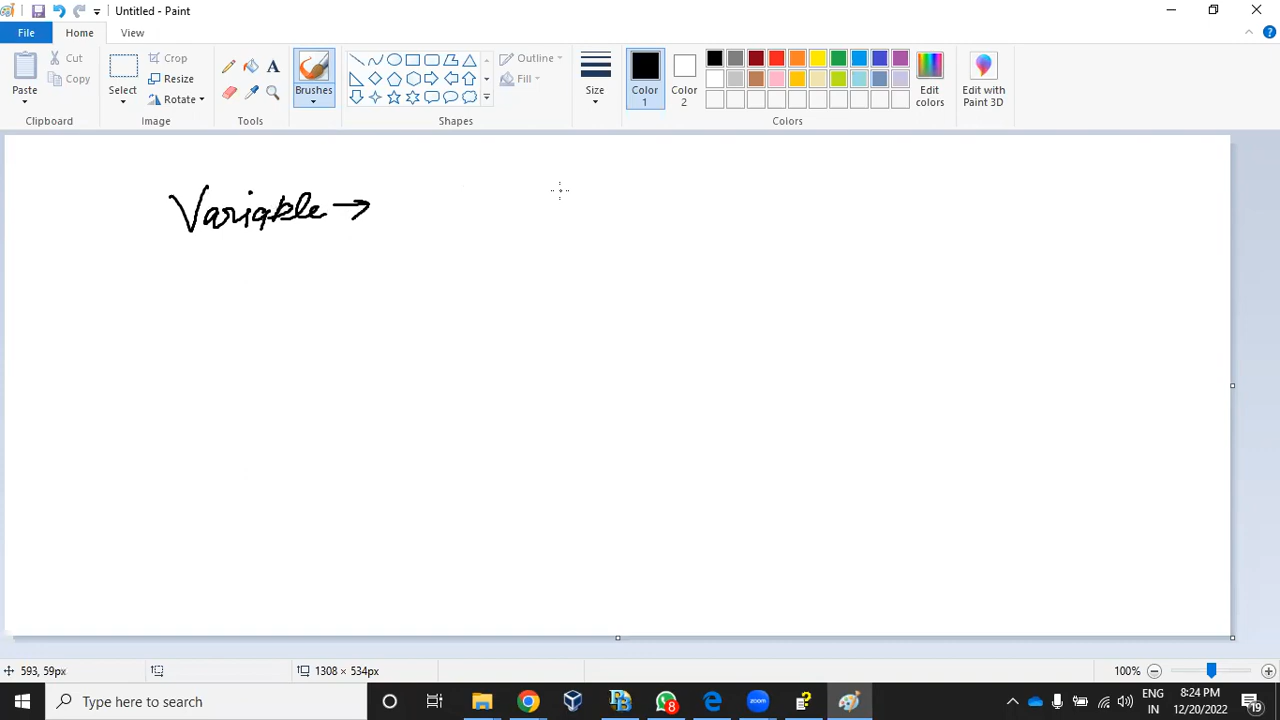 Untitled - Paint
File Home View
Paste Cut Copy Clipboard
Select Crop Resize Rotate Image
Tools
Brushes
Outline Fill Shapes
Size
Color 1 Color 2 Edit colors Colors
Edit with Paint 3D
Variable →
593, 59px 1308 × 534px 100%
Type here to search 8 ENG IN 8:24 PM 12/20/2022 19